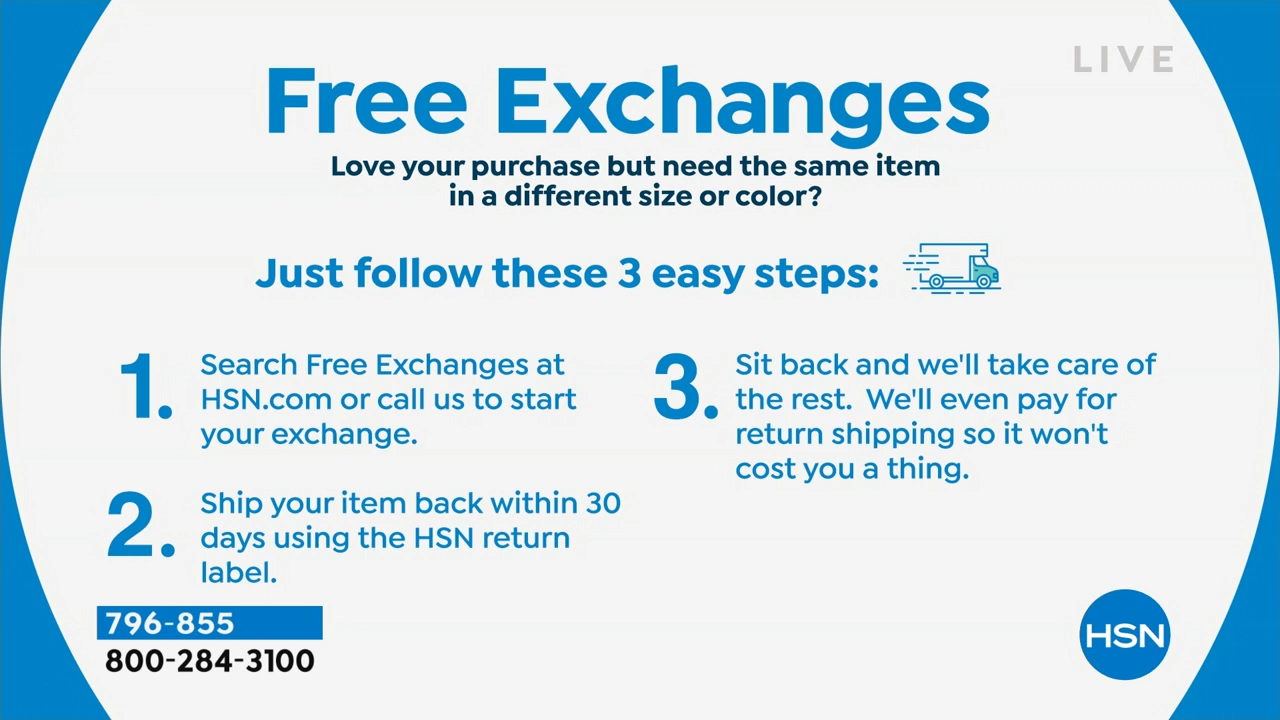 LIVE
Free Exchanges
Love your purchase but need the same item
in a different size or color?
Just follow these 3 easy steps:
1. Search Free Exchanges at
HSN.com or call us to start
your exchange.
2. Ship your item back within 30
days using the HSN return
label.
3. Sit back and we'll take care of
the rest.  We'll even pay for
return shipping so it won't
cost you a thing.
796-855
800-284-3100
HSN